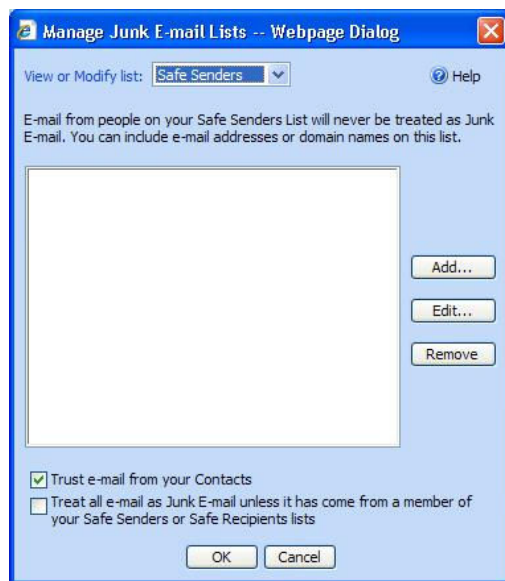 Manage Junk E-mail Lists -- Webpage Dialog
View or Modify list: Safe Senders Help
E-mail from people on your Safe Senders List will never be treated as Junk
E-mail. You can include e-mail addresses or domain names on this list.
Add...
Edit...
Remove
Trust e-mail from your Contacts
Treat all e-mail as Junk E-mail unless it has come from a member of
your Safe Senders or Safe Recipients lists
OK Cancel